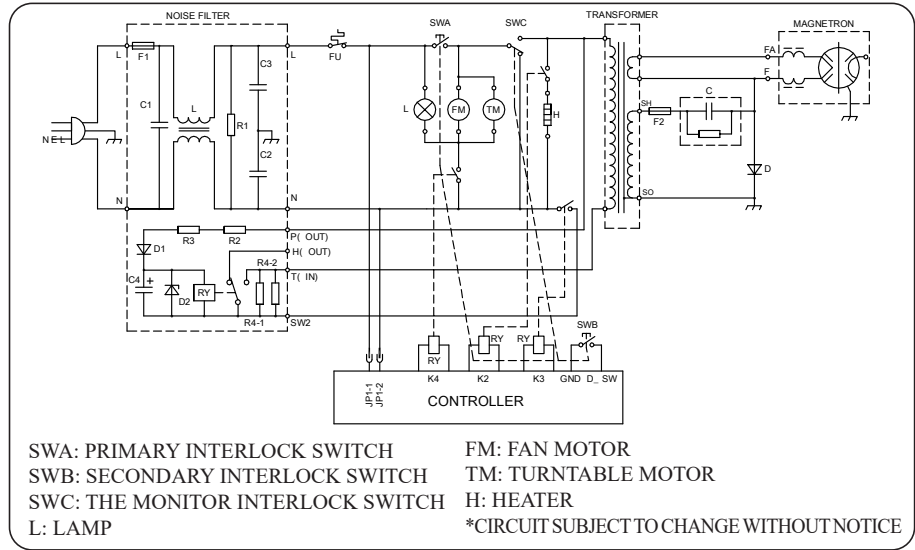 NOISE FILTER
SWA
SWC
TRANSFORMER
MAGNETRON
L
F1
L
FU
FA
F
C3
C1
L
R1
L
FM
TM
H
SH
C
F2
N E L
C2
D
N
N
SO
R3
R2
P( OUT)
D1
H( OUT)
R4-2
T( IN)
C4
+
D2
RY
R4-1
SW2
SWB
RY
RY
RY
JP1-1
JP1-2
K4
K2
K3
GND
D_ SW
CONTROLLER
SWA: PRIMARY INTERLOCK SWITCH
SWB: SECONDARY INTERLOCK SWITCH
SWC: THE MONITOR INTERLOCK SWITCH
L: LAMP
FM: FAN MOTOR
TM: TURNTABLE MOTOR
H: HEATER
*CIRCUIT SUBJECT TO CHANGE WITHOUT NOTICE